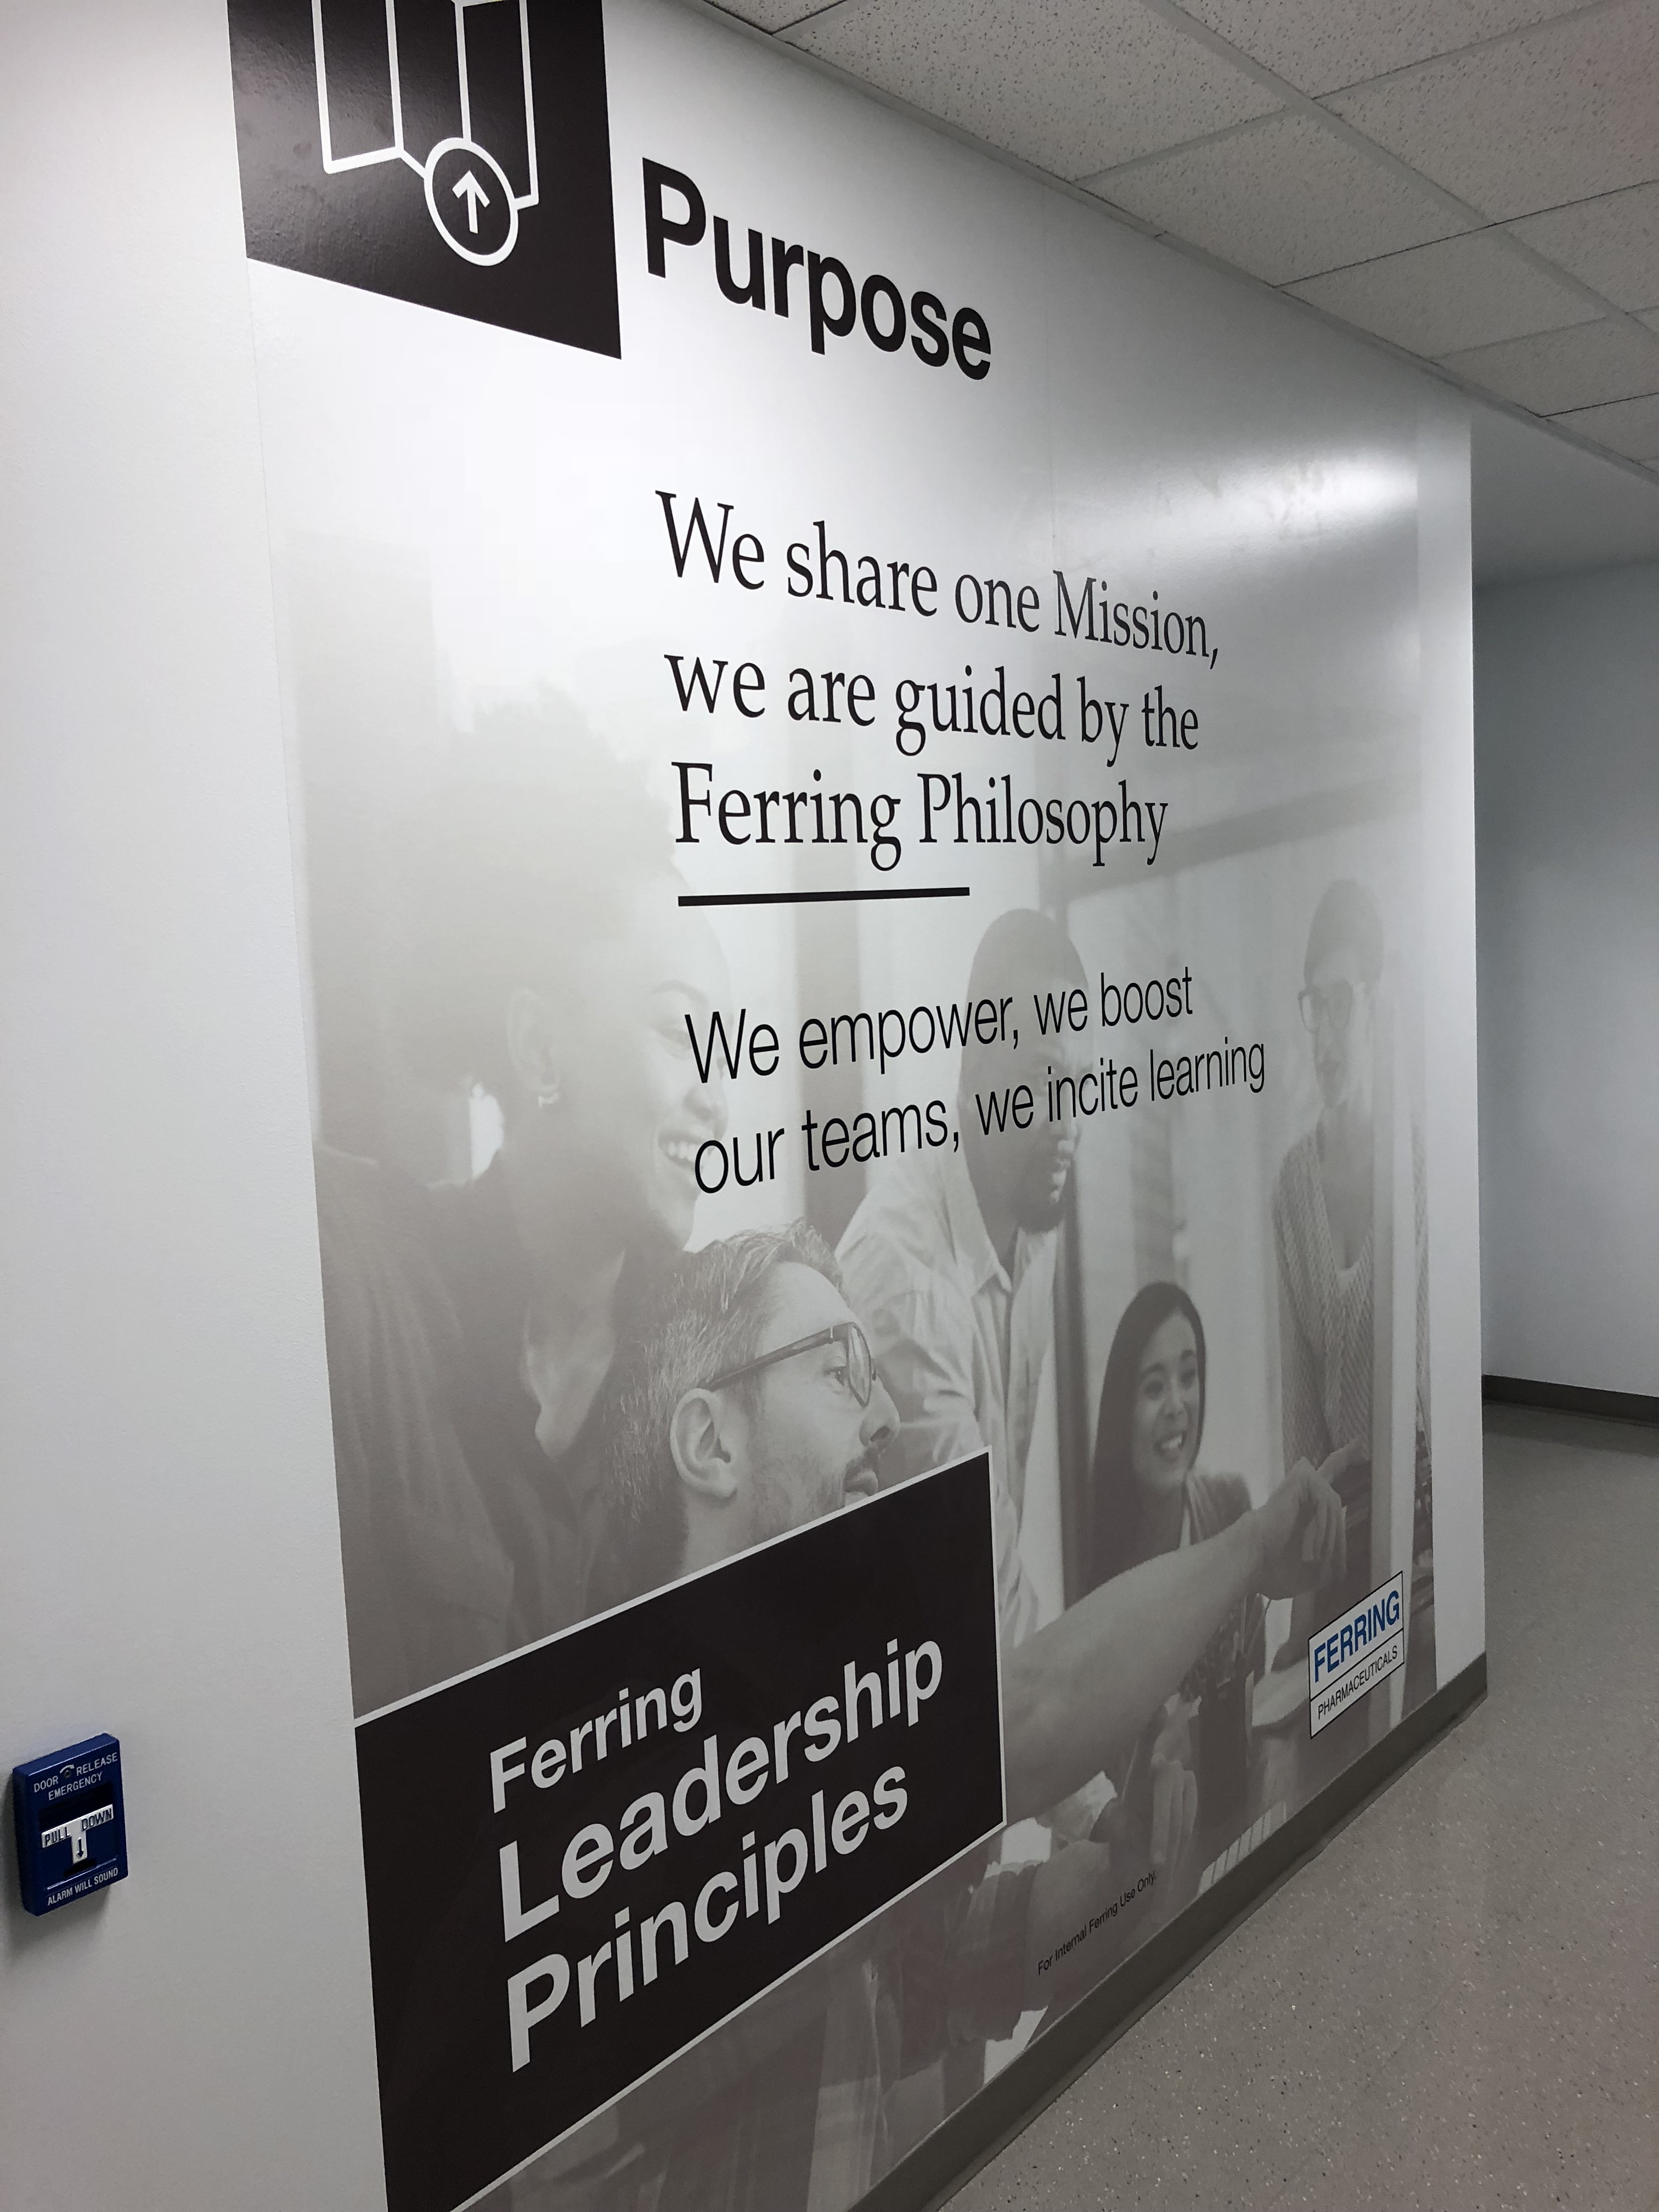 Purpose
We share one Mission,
we are guided by the
Ferring Philosophy
We empower, we boost
our teams, we incite learning
Ferring
Leadership
Principles
FERRING
PHARMACEUTICALS
For Internal Ferring Use Only.
DOOR RELEASE
EMERGENCY
PULL DOWN
ALARM WILL SOUND